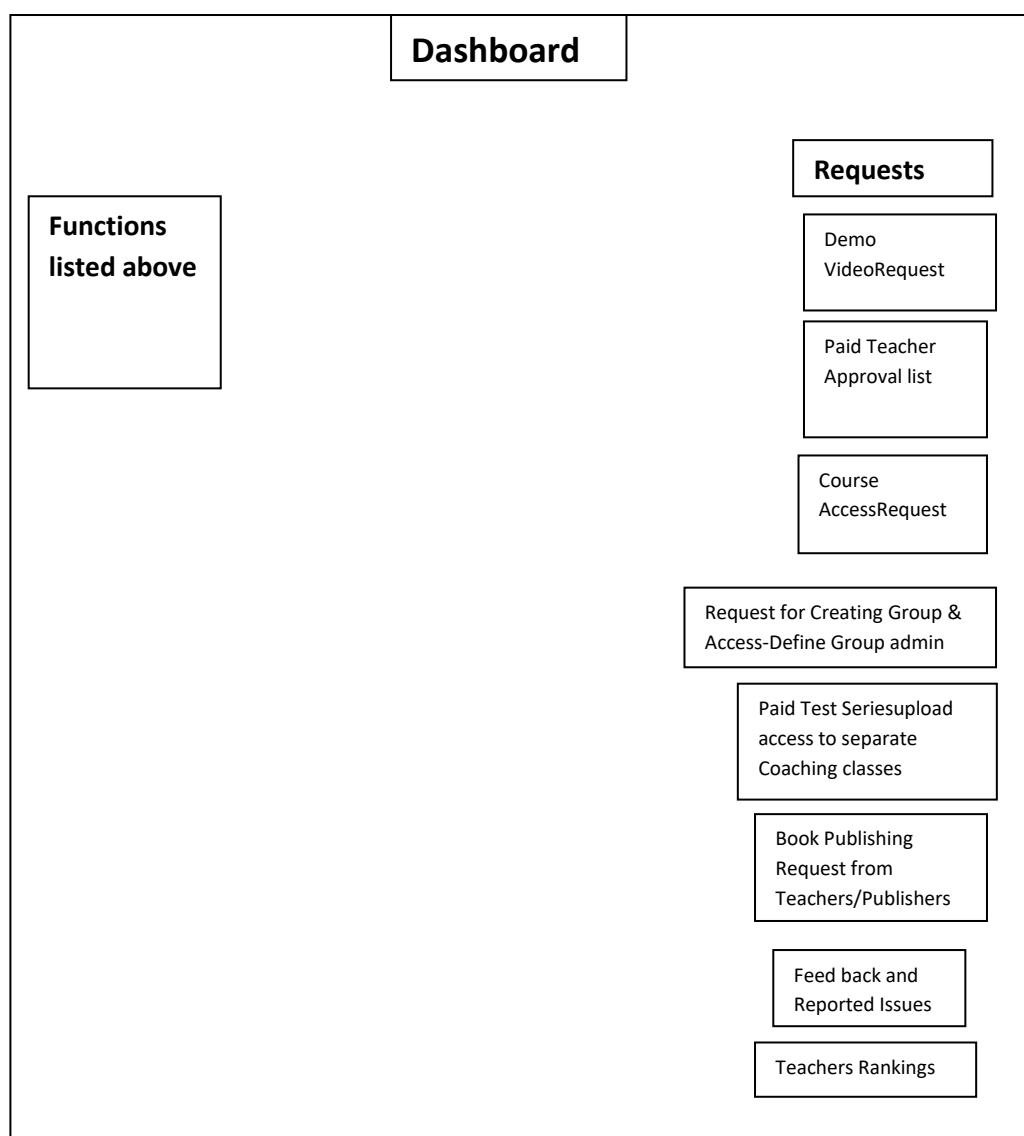 Dashboard
Requests
Functions
listed above
Demo
VideoRequest
Paid Teacher
Approval list
Course
AccessRequest
Request for Creating Group &
Access-Define Group admin
Paid Test Seriesupload
access to separate
Coaching classes
Book Publishing
Request from
Teachers/Publishers
Feed back and
Reported Issues
Teachers Rankings